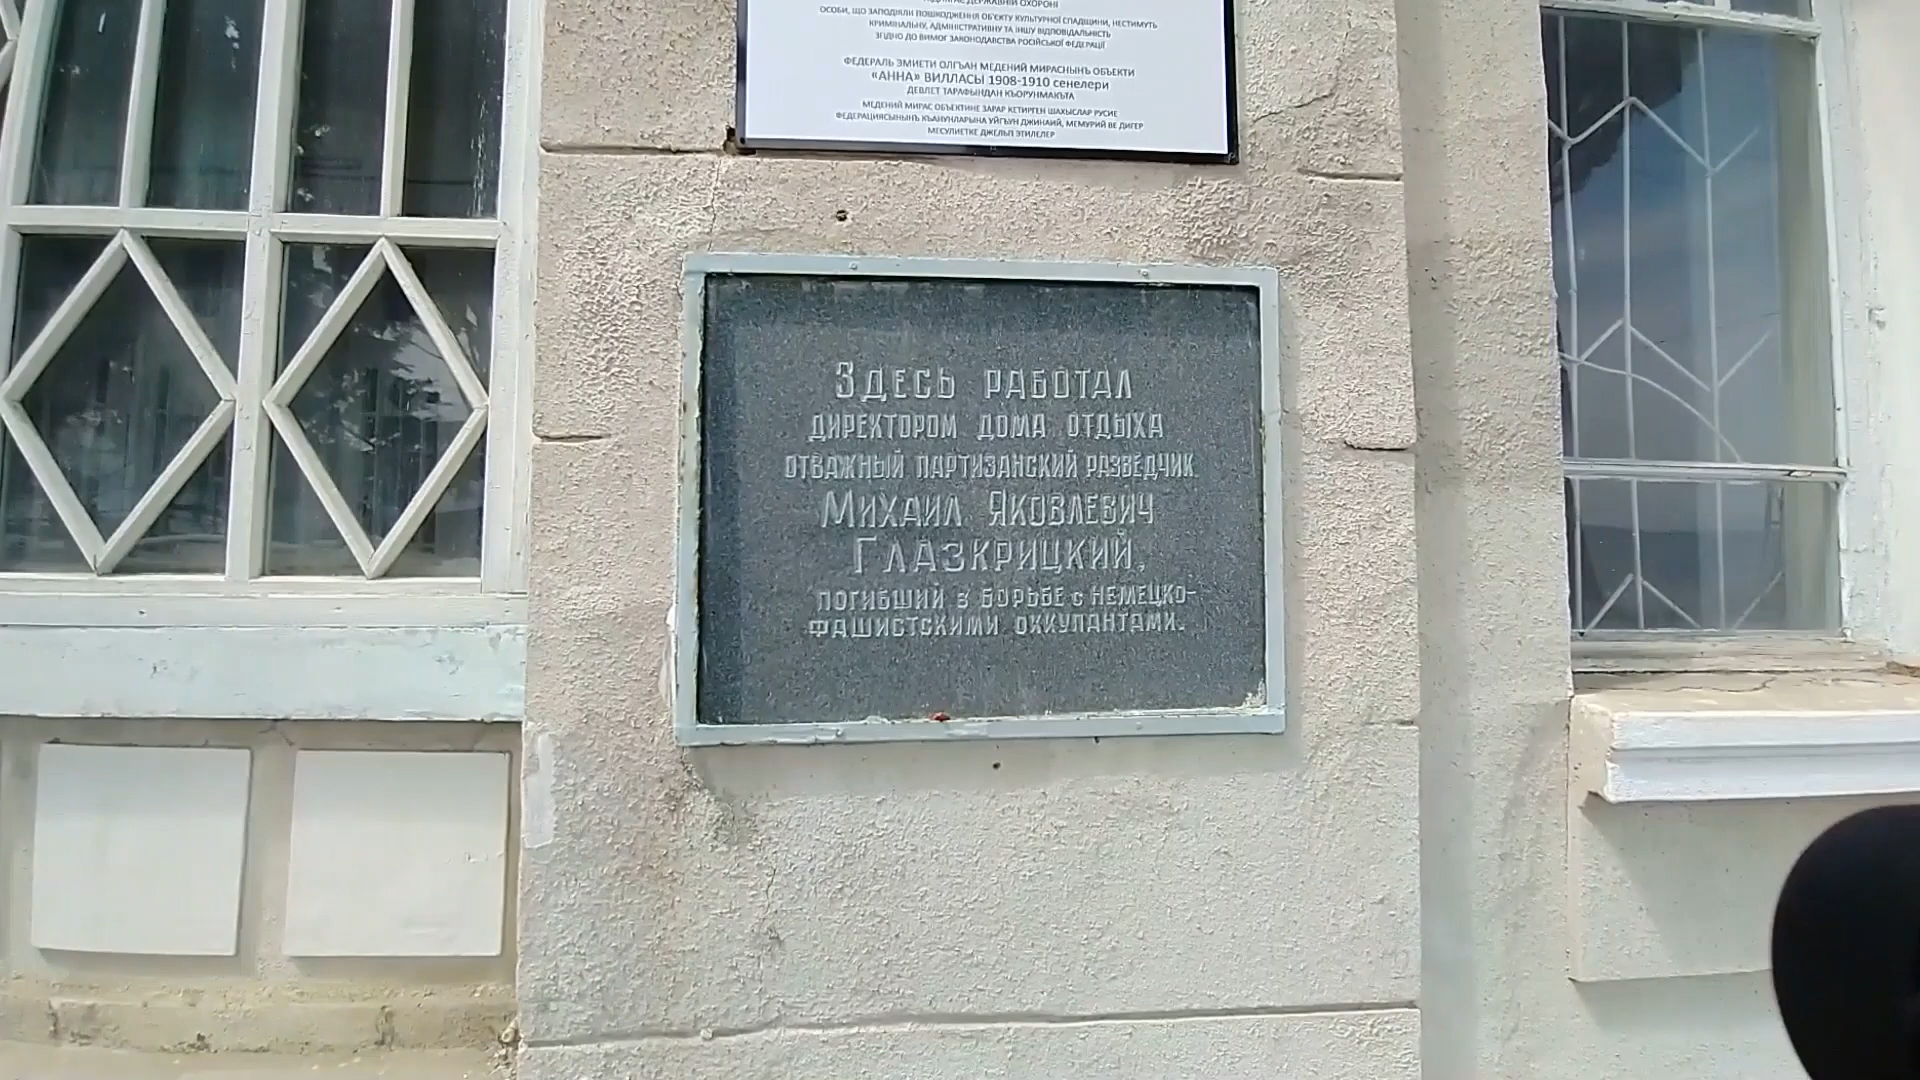 ДЕРЖАВНІЙ ОХОРОНІ
ОСОБИ, ЩО ЗАПОДІЯЛИ ПОШКОДЖЕННЯ ОБ'ЄКТУ КУЛЬТУРНОЇ СПАДЩИНИ, НЕСТИМУТЬ
КРИМІНАЛЬНУ, АДМІНІСТРАТИВНУ ТА ІНШУ ВІДПОВІДАЛЬНІСТЬ
ЗГІДНО ДО ВИМОГ ЗАКОНОДАВСТВА РОСІЙСЬКОЇ ФЕДЕРАЦІЇ
ФЕДЕРАЛЬ ЭМИЕТИ ОЛГЪАН МЕДЕНИЙ МИРАСНЫНЪ ОБЪЕКТИ
«АННА» ВИЛЛАСЫ 1908-1910 сенелери
ДЕВЛЕТ ТАРАФЫНДАН КЪОРУНМАКЪТА
МЕДЕНИЙ МИРАС ОБЪЕКТИНЕ ЗАРАР КЕТИРГЕН ШАХЫСЛАР РУСИЕ
ФЕДЕРАЦИЯСЫНЫНЪ КЪАНУНЛАРЫНА УЙГЪУН ДЖИНАИЙ, МЕМУРИЙ ВЕ ДИГЕР
МЕСУЛИЕТКЕ ДЖЕЛЬП ЭТИЛЕЛЕР
ЗДЕСЬ РАБОТАЛ
ДИРЕКТОРОМ ДОМА ОТДЫХА
ОТВАЖНЫЙ ПАРТИЗАНСКИЙ РАЗВЕДЧИК
МИХАИЛ ЯКОВЛЕВИЧ
ГЛАЗКРИЦКИЙ,
ПОГИБШИЙ В БОРЬБЕ С НЕМЕЦКО-
ФАШИСТСКИМИ ОККУПАНТАМИ.